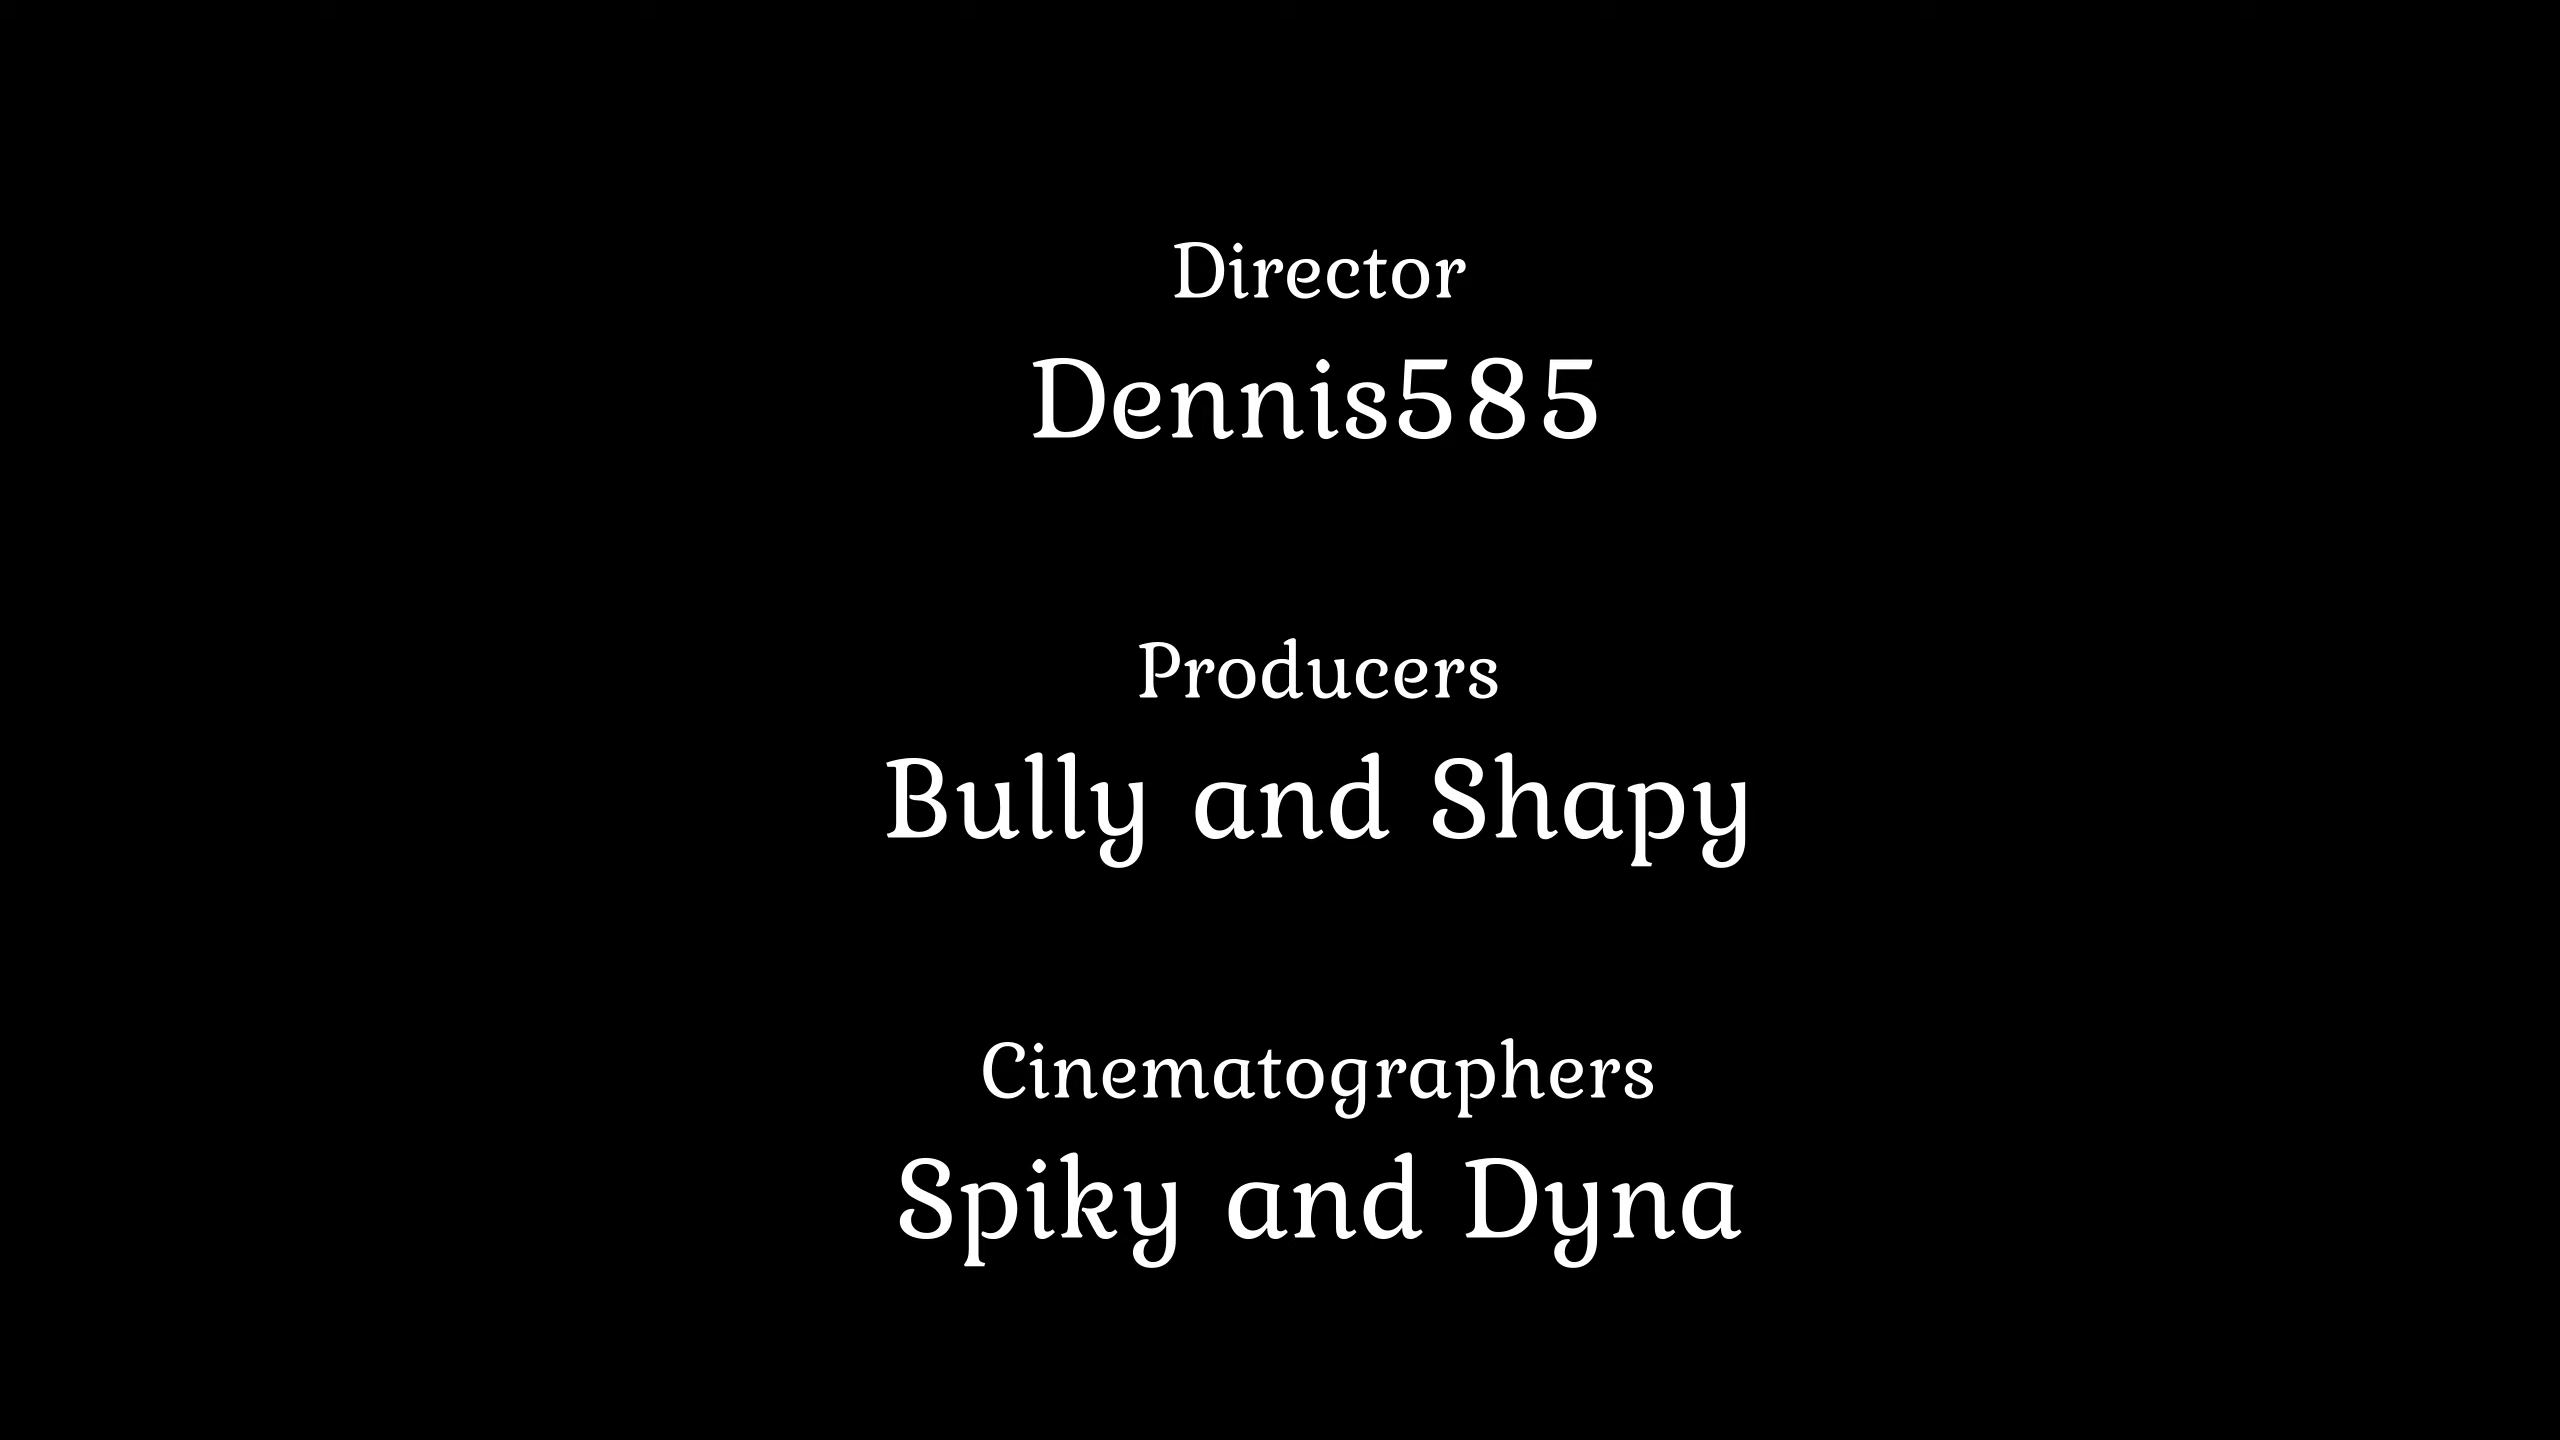 Director
Dennis585
Producers
Bully and Shapy
Cinematographers
Spiky and Dyna